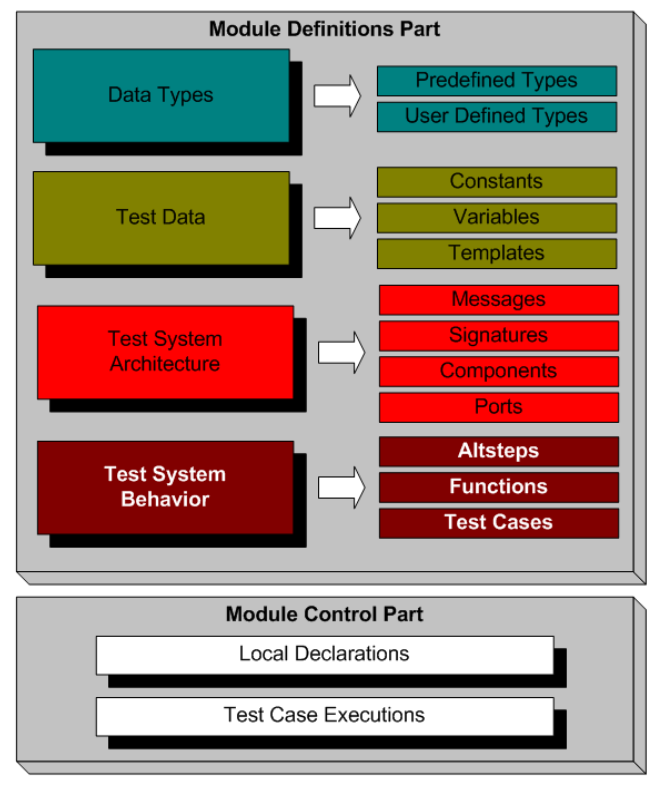 Module Definitions Part
Data Types
Predefined Types
User Defined Types
Test Data
Constants
Variables
Templates
Test System
Architecture
Messages
Signatures
Components
Ports
Test System
Behavior
Altsteps
Functions
Test Cases
Module Control Part
Local Declarations
Test Case Executions